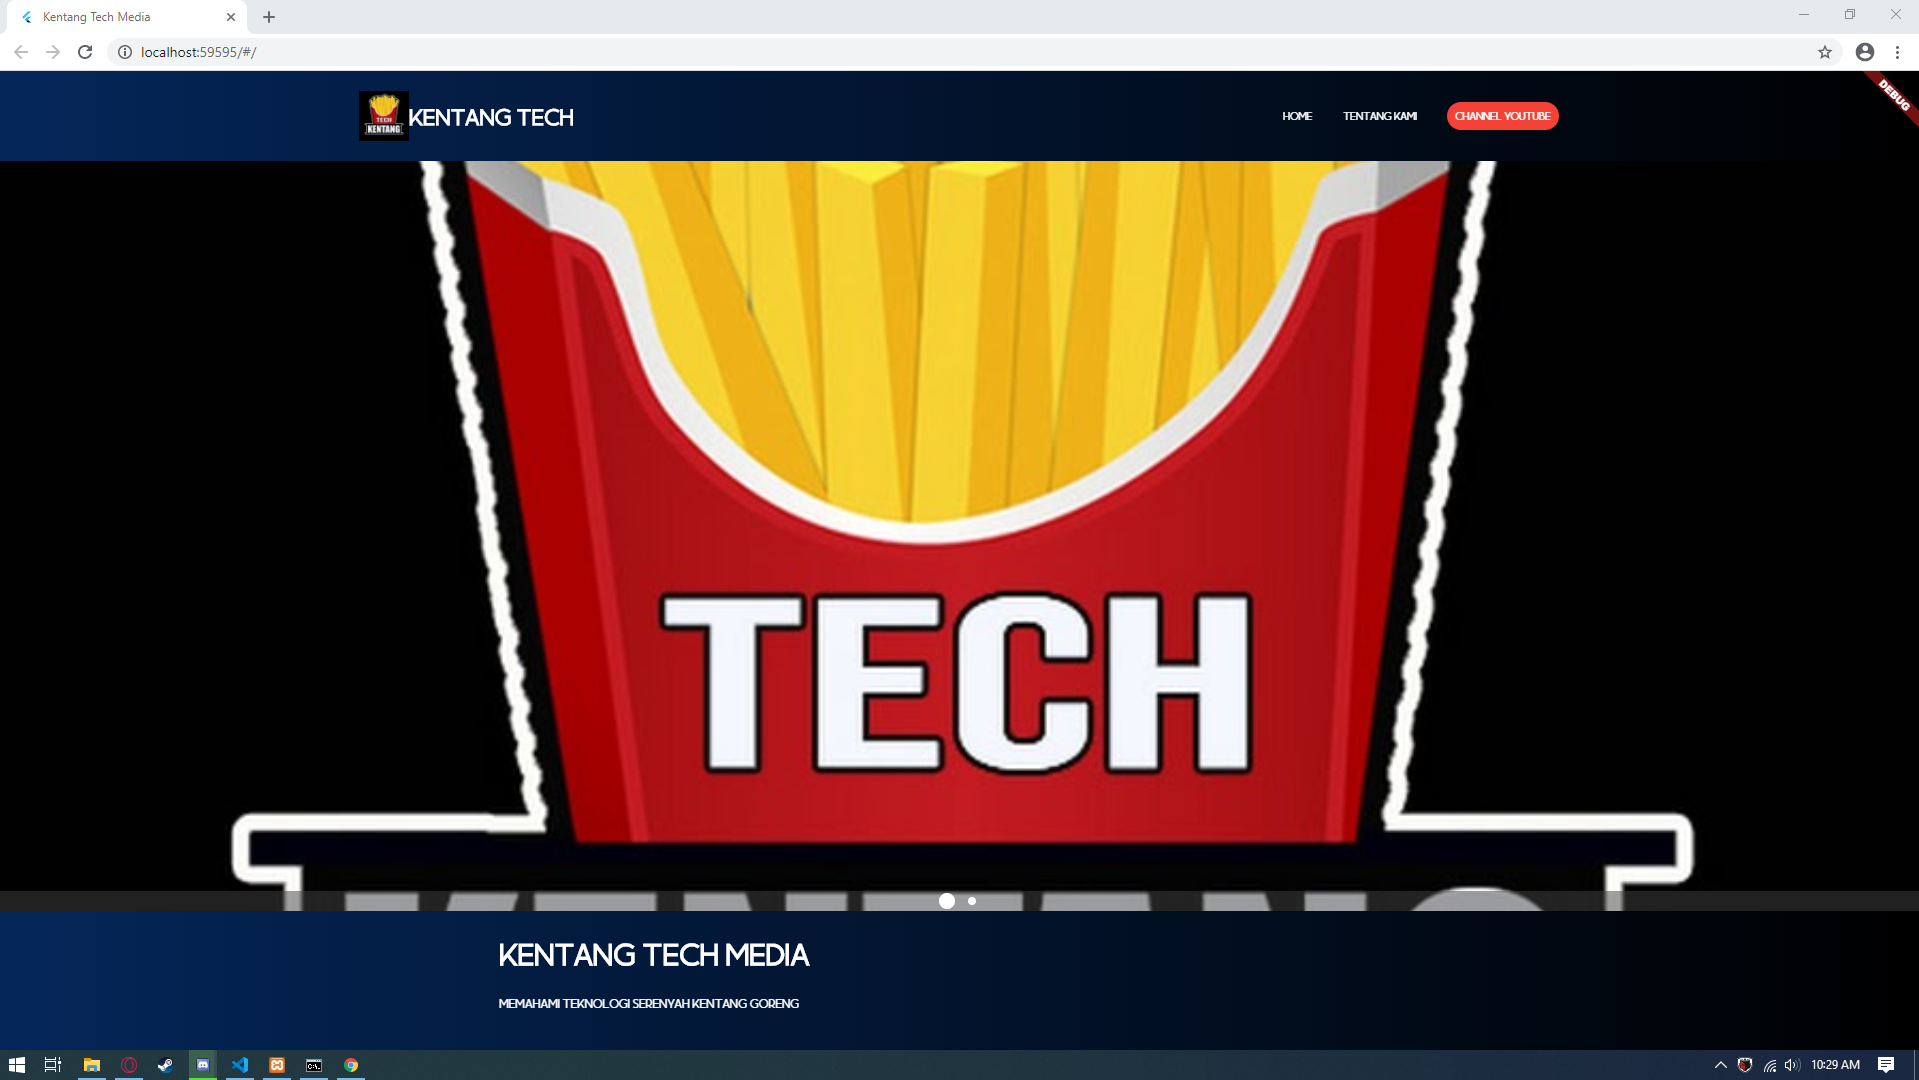 Kentang Tech Media
localhost:59595/#/
DEBUG
TECH
KENTANG
KENTANG TECH
HOME
TENTANG KAMI
CHANNEL YOUTUBE
TECH
KENTANG TECH MEDIA
MEMAHAMI TEKNOLOGI SERENYAH KENTANG GORENG
10:29 AM